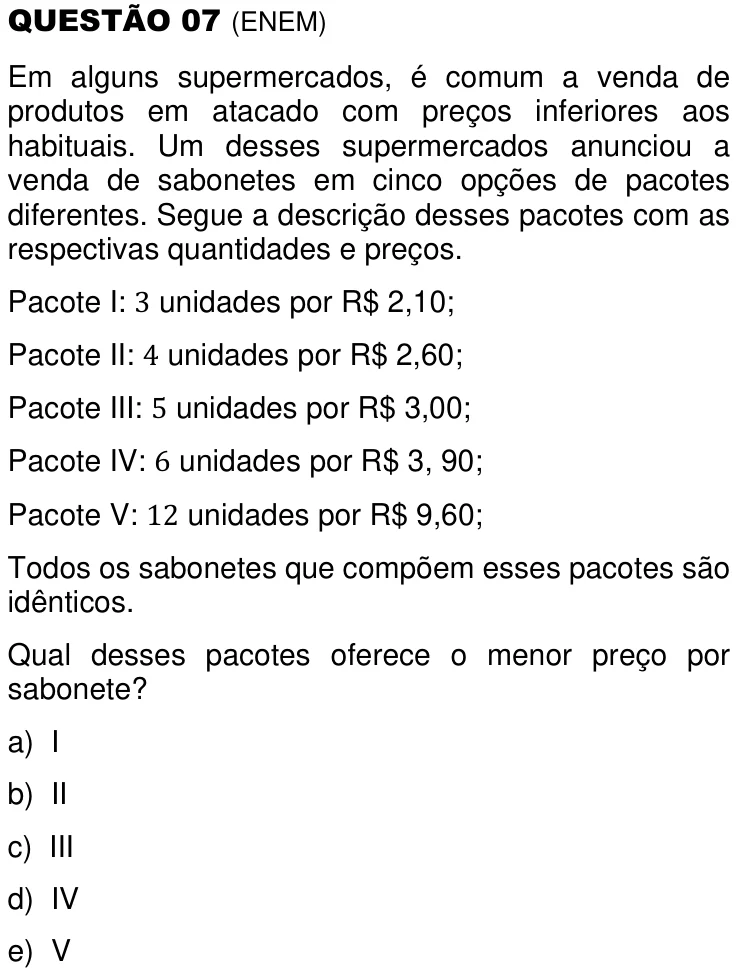 QUESTÃO 07 (ENEM)
Em alguns supermercados, é comum a venda de
produtos em atacado com preços inferiores aos
habituais. Um desses supermercados anunciou a
venda de sabonetes em cinco opções de pacotes
diferentes. Segue a descrição desses pacotes com as
respectivas quantidades e preços.
Pacote I: 3 unidades por R$ 2,10;
Pacote II: 4 unidades por R$ 2,60;
Pacote III: 5 unidades por R$ 3,00;
Pacote IV: 6 unidades por R$ 3, 90;
Pacote V: 12 unidades por R$ 9,60;
Todos os sabonetes que compõem esses pacotes são
idênticos.
Qual desses pacotes oferece o menor preço por
sabonete?
a) I
b) II
c) III
d) IV
e) V